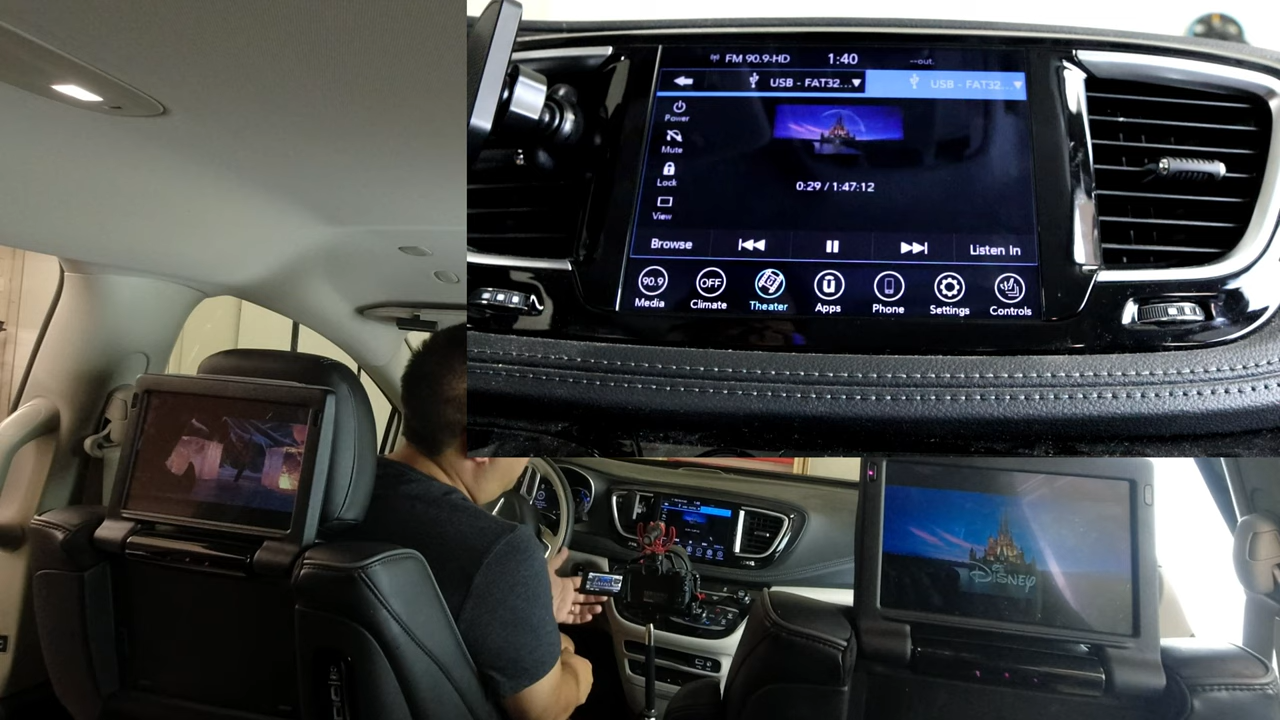 FM 90.9-HD 1:40 --out.
USB - FAT32... USB - FAT32...
Power
Mute
Lock
View
0:29 / 1:47:12
Browse Listen In
90.9 OFF
Media Climate Theater Apps Phone Settings Controls
DISNEY